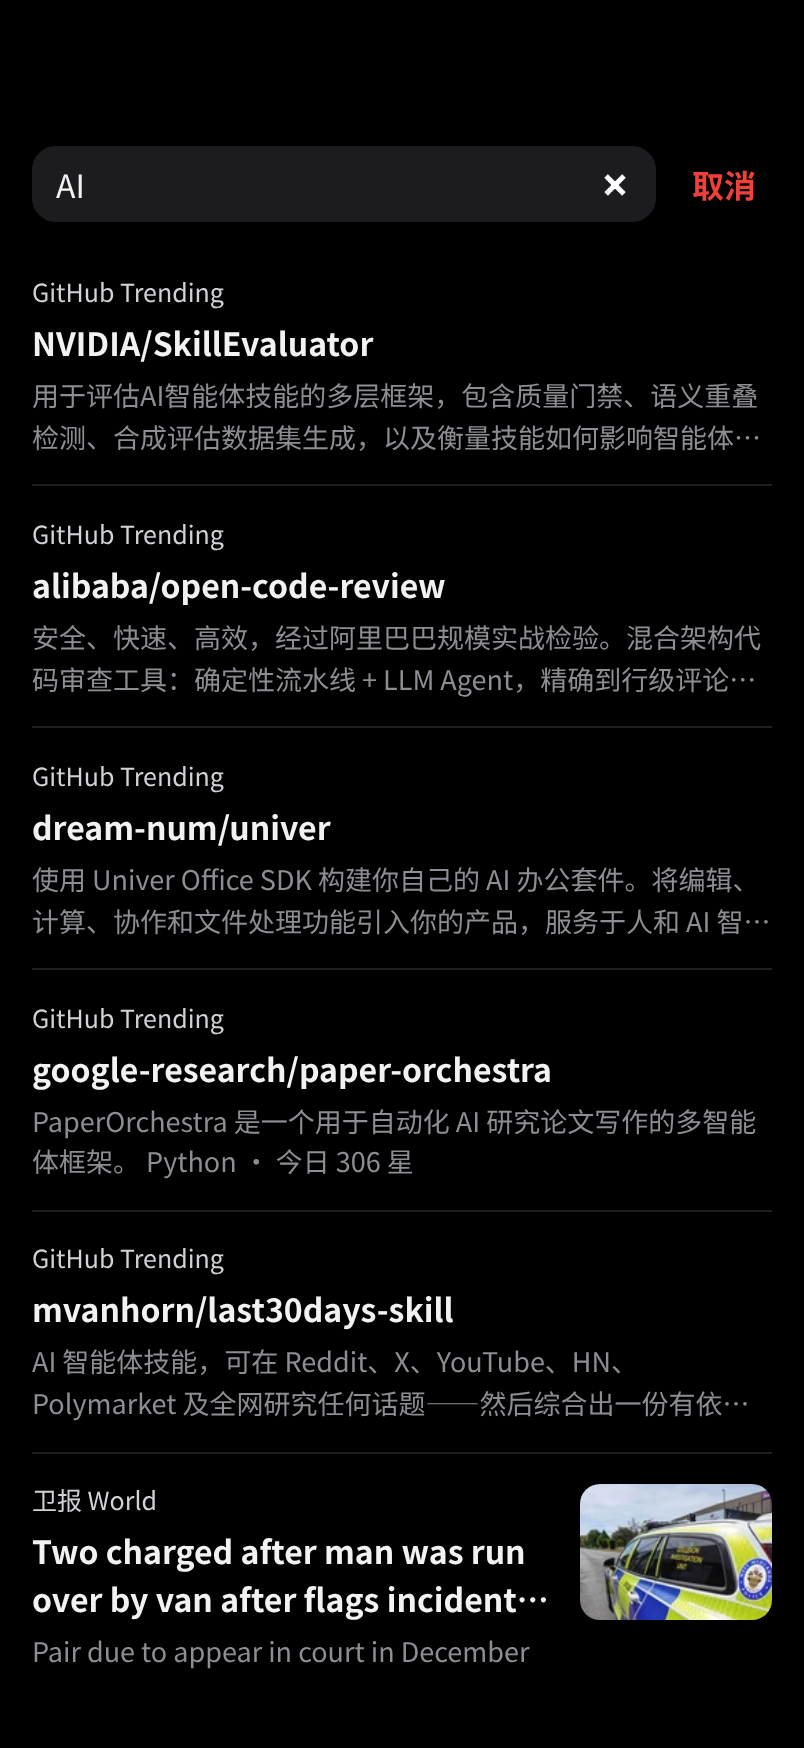 AI
取消
GitHub Trending
NVIDIA/SkillEvaluator
用于评估AI智能体技能的多层框架，包含质量门禁、语义重叠
检测、合成评估数据集生成，以及衡量技能如何影响智能体…
GitHub Trending
alibaba/open-code-review
安全、快速、高效，经过阿里巴巴规模实战检验。混合架构代
码审查工具：确定性流水线 + LLM Agent，精确到行级评论…
GitHub Trending
dream-num/univer
使用 Univer Office SDK 构建你自己的 AI 办公套件。将编辑、
计算、协作和文件处理功能引入你的产品，服务于人和 AI 智…
GitHub Trending
google-research/paper-orchestra
PaperOrchestra 是一个用于自动化 AI 研究论文写作的多智能
体框架。 Python · 今日 306 星
GitHub Trending
mvanhorn/last30days-skill
AI 智能体技能，可在 Reddit、X、YouTube、HN、
Polymarket 及全网研究任何话题——然后综合出一份有依…
卫报 World
Two charged after man was run
over by van after flags incident…
Pair due to appear in court in December
COLLISION
INVESTIGATION
UNIT